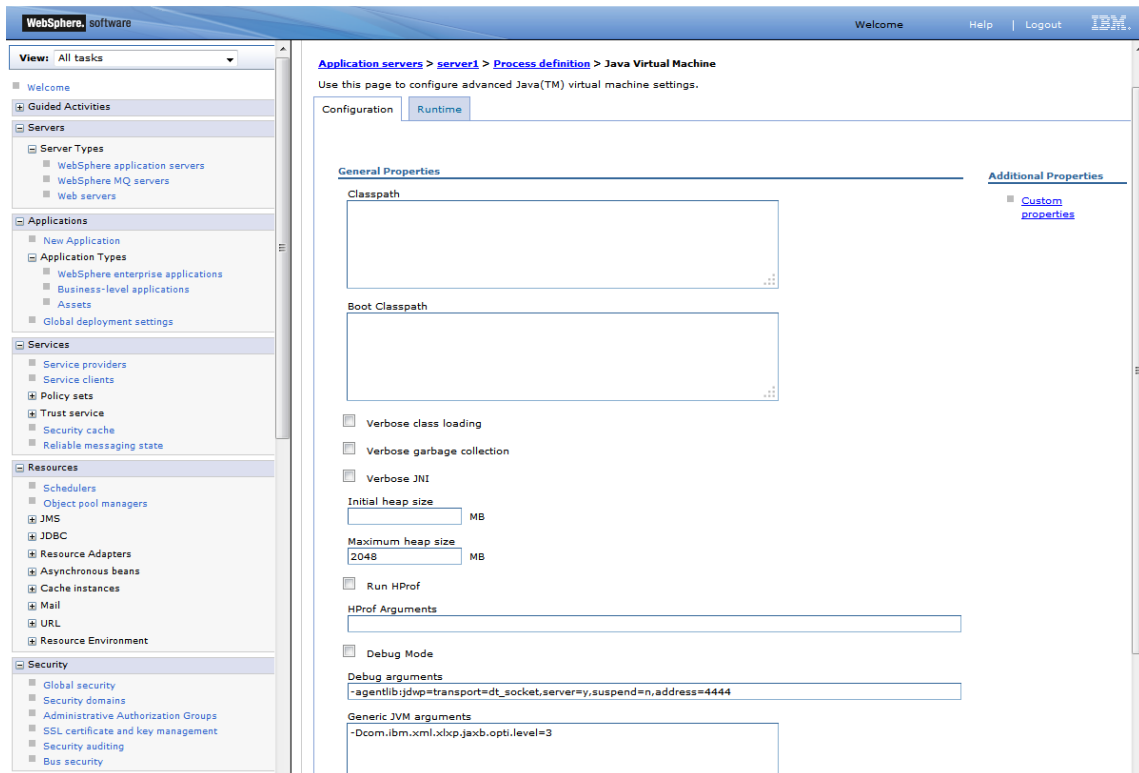 WebSphere. software
Welcome Help | Logout IBM.
View: All tasks
Welcome
Guided Activities
Servers
Server Types
WebSphere application servers
WebSphere MQ servers
Web servers
Applications
New Application
Application Types
WebSphere enterprise applications
Business-level applications
Assets
Global deployment settings
Services
Service providers
Service clients
Policy sets
Trust service
Security cache
Reliable messaging state
Resources
Schedulers
Object pool managers
JMS
JDBC
Resource Adapters
Asynchronous beans
Cache instances
Mail
URL
Resource Environment
Security
Global security
Security domains
Administrative Authorization Groups
SSL certificate and key management
Security auditing
Bus security
Application servers > server1 > Process definition > Java Virtual Machine
Use this page to configure advanced Java(TM) virtual machine settings.
Configuration Runtime
General Properties
Classpath
Boot Classpath
Verbose class loading
Verbose garbage collection
Verbose JNI
Initial heap size
MB
Maximum heap size
2048 MB
Run HProf
HProf Arguments
Debug Mode
Debug arguments
-agentlib:jdwp=transport=dt_socket,server=y,suspend=n,address=4444
Generic JVM arguments
-Dcom.ibm.xml.xlxp.jaxb.opti.level=3
Additional Properties
Custom
properties